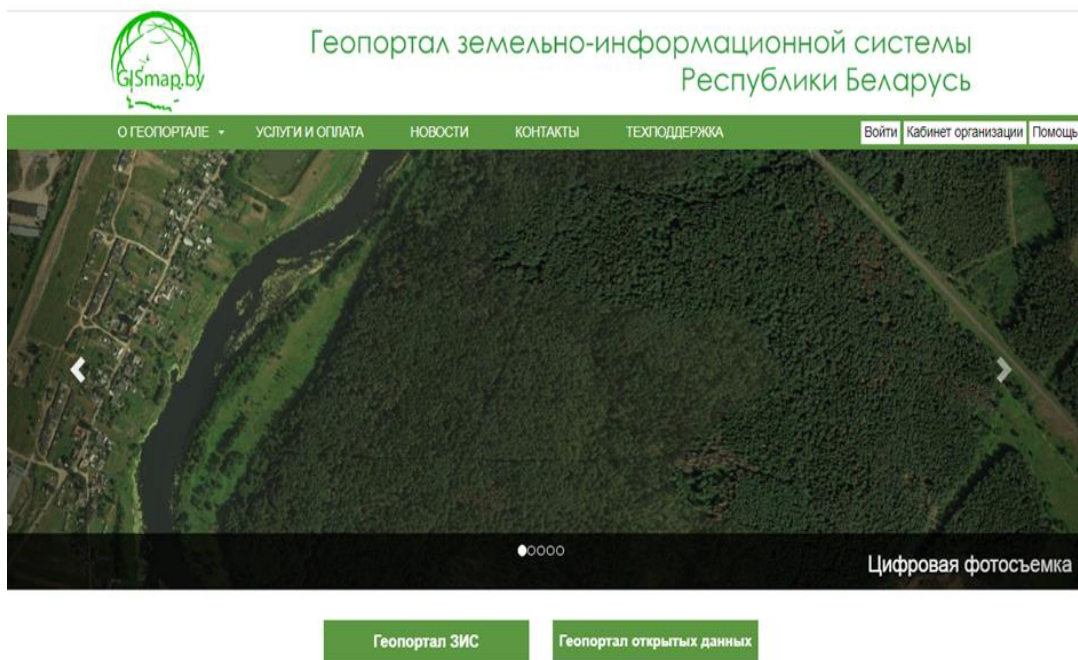 GISmap.by
Геопортал земельно-информационной системы
Республики Беларусь
О ГЕОПОРТАЛЕ УСЛУГИ И ОПЛАТА НОВОСТИ КОНТАКТЫ ТЕХПОДДЕРЖКА Войти Кабинет организации Помощь
Цифровая фотосъемка
Геопортал ЗИС Геопортал открытых данных